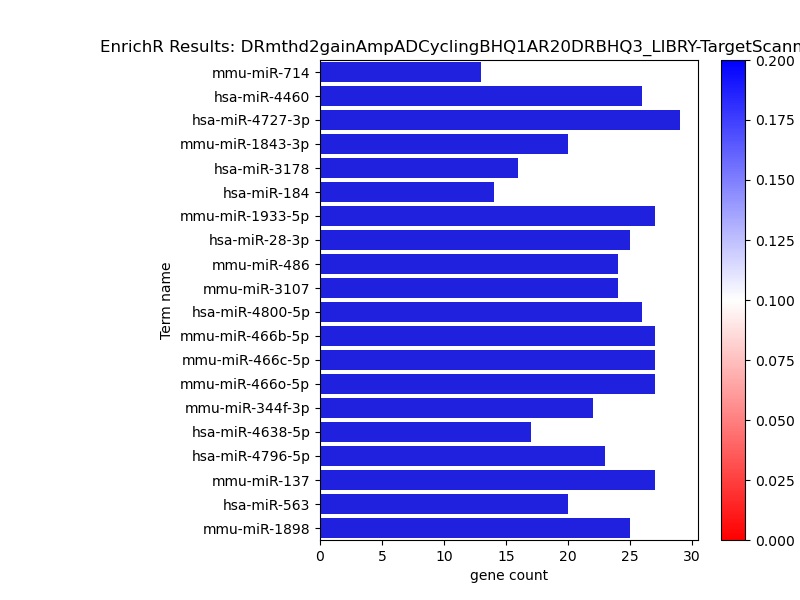 EnrichR Results: DRmthd2gainAmpADCyclingBHQ1AR20DRBHQ3_LIBRY-TargetScann
mmu-miR-714
hsa-miR-4460
hsa-miR-4727-3p
mmu-miR-1843-3p
hsa-miR-3178
hsa-miR-184
mmu-miR-1933-5p
hsa-miR-28-3p
mmu-miR-486
mmu-miR-3107
hsa-miR-4800-5p
mmu-miR-466b-5p
mmu-miR-466c-5p
mmu-miR-466o-5p
mmu-miR-344f-3p
hsa-miR-4638-5p
hsa-miR-4796-5p
mmu-miR-137
hsa-miR-563
mmu-miR-1898
Term name
0 5 10 15 20 25 30
gene count
0.200
0.175
0.150
0.125
0.100
0.075
0.050
0.025
0.000